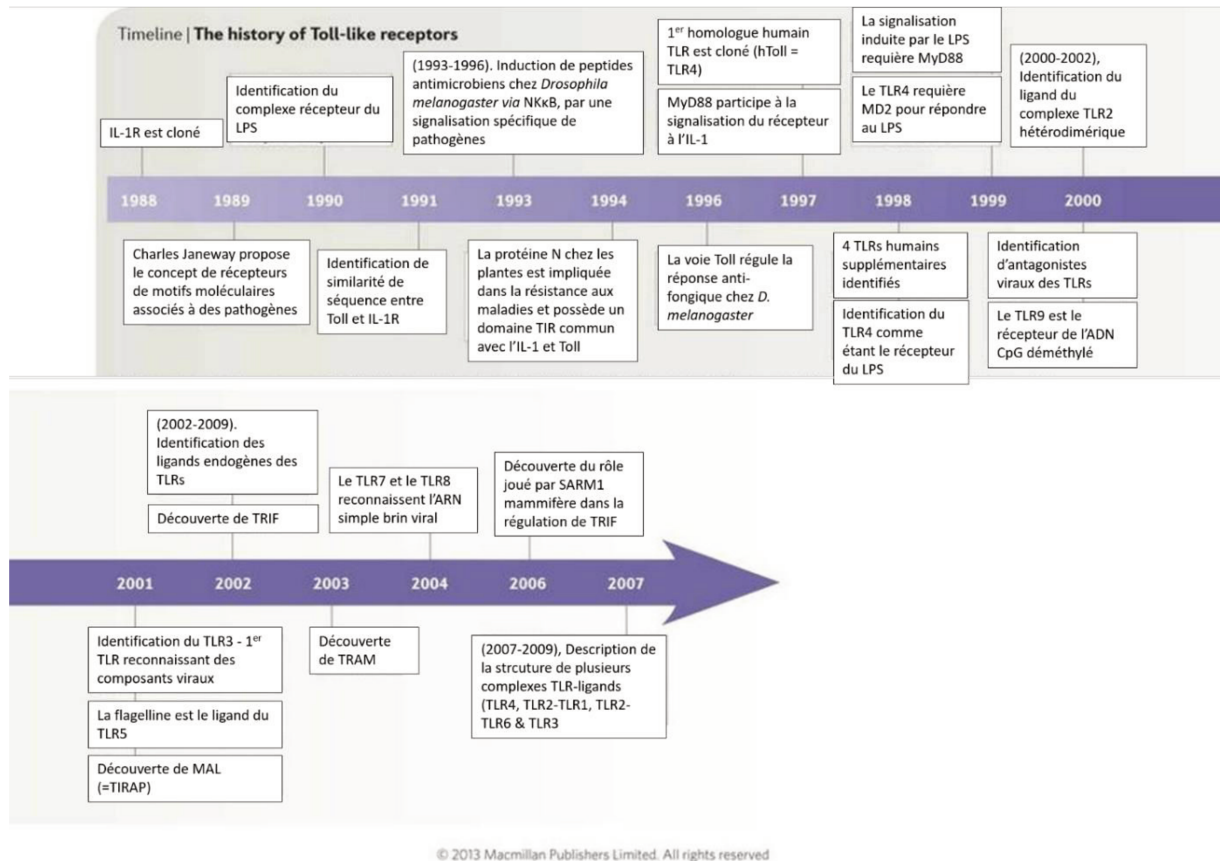 Timeline | The history of Toll-like receptors
IL-1R est cloné
Identification du
complexe récepteur du
LPS
(1993-1996). Induction de peptides
antimicrobiens chez Drosophila
melanogaster via NKκB, par une
signalisation spécifique de
pathogènes
1er homologue humain
TLR est cloné (hToll =
TLR4)
MyD88 participe à la
signalisation du récepteur
à l'IL-1
La signalisation
induite par le LPS
requière MyD88
Le TLR4 requière
MD2 pour répondre
au LPS
(2000-2002),
Identification du
ligand du
complexe TLR2
hétérodimérique
1988 1989 1990 1991 1993 1994 1996 1997 1998 1999 2000
Charles Janeway propose
le concept de récepteurs
de motifs moléculaires
associés à des pathogènes
Identification de
similarité de
séquence entre
Toll et IL-1R
La protéine N chez les
plantes est impliquée
dans la résistance aux
maladies et possède un
domaine TIR commun
avec l'IL-1 et Toll
La voie Toll régule la
réponse anti-
fongique chez D.
melanogaster
4 TLRs humains
supplémentaires
identifiés
Identification du
TLR4 comme
étant le récepteur
du LPS
Identification
d'antagonistes
viraux des TLRs
Le TLR9 est le
récepteur de l'ADN
CpG déméthylé
(2002-2009).
Identification des
ligands endogènes des
TLRs
Découverte de TRIF
Le TLR7 et le TLR8
reconnaissent l'ARN
simple brin viral
Découverte du rôle
joué par SARM1
mammifère dans la
régulation de TRIF
2001 2002 2003 2004 2006 2007
Identification du TLR3 - 1er
TLR reconnaissant des
composants viraux
La flagelline est le ligand du
TLR5
Découverte de MAL
(=TIRAP)
Découverte
de TRAM
(2007-2009), Description de
la strcuture de plusieurs
complexes TLR-ligands
(TLR4, TLR2-TLR1, TLR2-
TLR6 & TLR3
© 2013 Macmillan Publishers Limited. All rights reserved